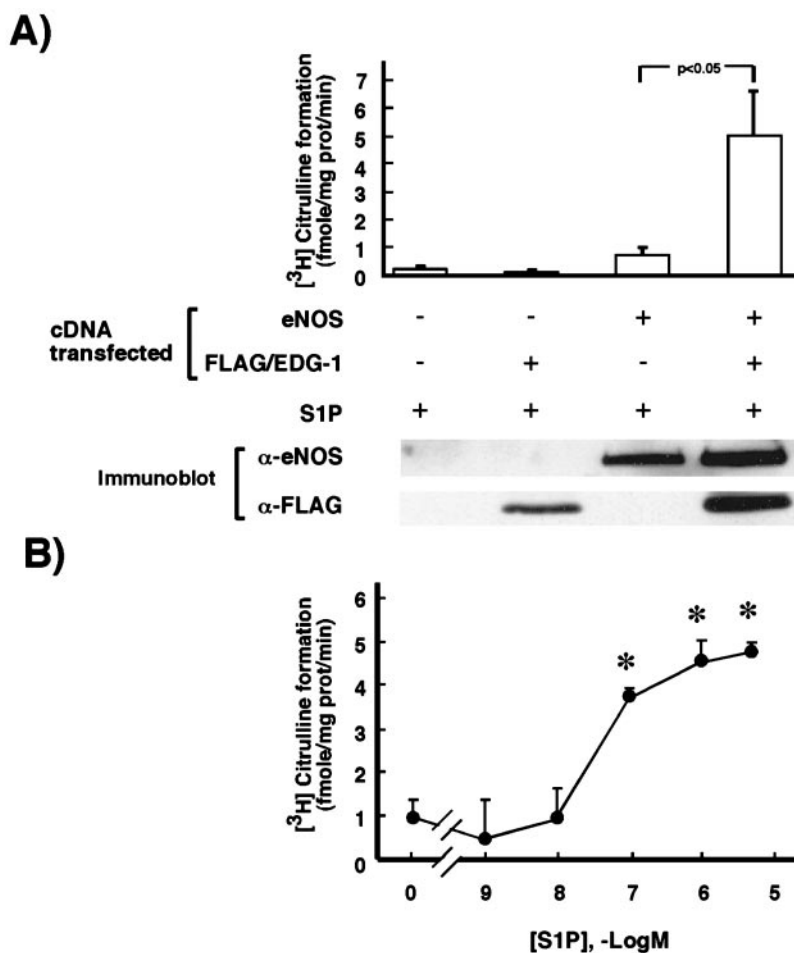 A)
[³H] Citrulline formation
(fmole/mg prot/min)
7
6
5
4
3
2
1
0
p<0.05
cDNA
transfected
eNOS - - + +
FLAG/EDG-1 - + - +
S1P + + + +
Immunoblot
α-eNOS
α-FLAG
B)
[³H] Citrulline formation
(fmole/mg prot/min)
6
5
4
3
2
1
0
* * *
0 9 8 7 6 5
[S1P], -LogM